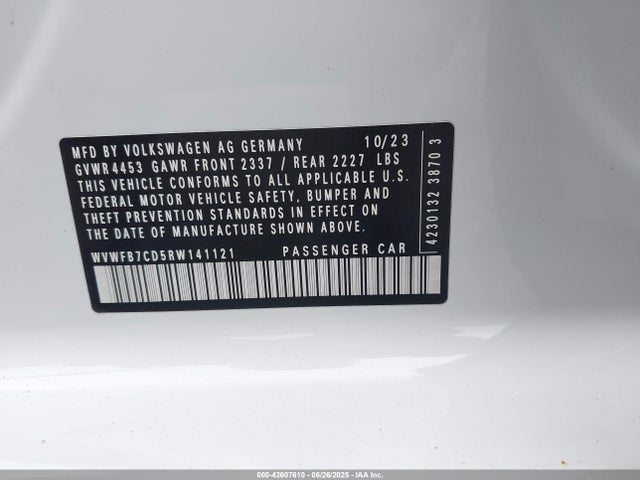 MFD BY VOLKSWAGEN AG GERMANY 10/23
GVWR 4453 GAWR FRONT 2337 / REAR 2227 LBS
THIS VEHICLE CONFORMS TO ALL APPLICABLE U.S.
FEDERAL MOTOR VEHICLE SAFETY, BUMPER AND
THEFT PREVENTION STANDARDS IN EFFECT ON
THE DATE OF MANUFACTURE SHOWN ABOVE.
WVWFB7CD5RW141121 PASSENGER CAR
4230132 3870 3
000-42607610 - 06/26/2025 - IAAI, Inc.